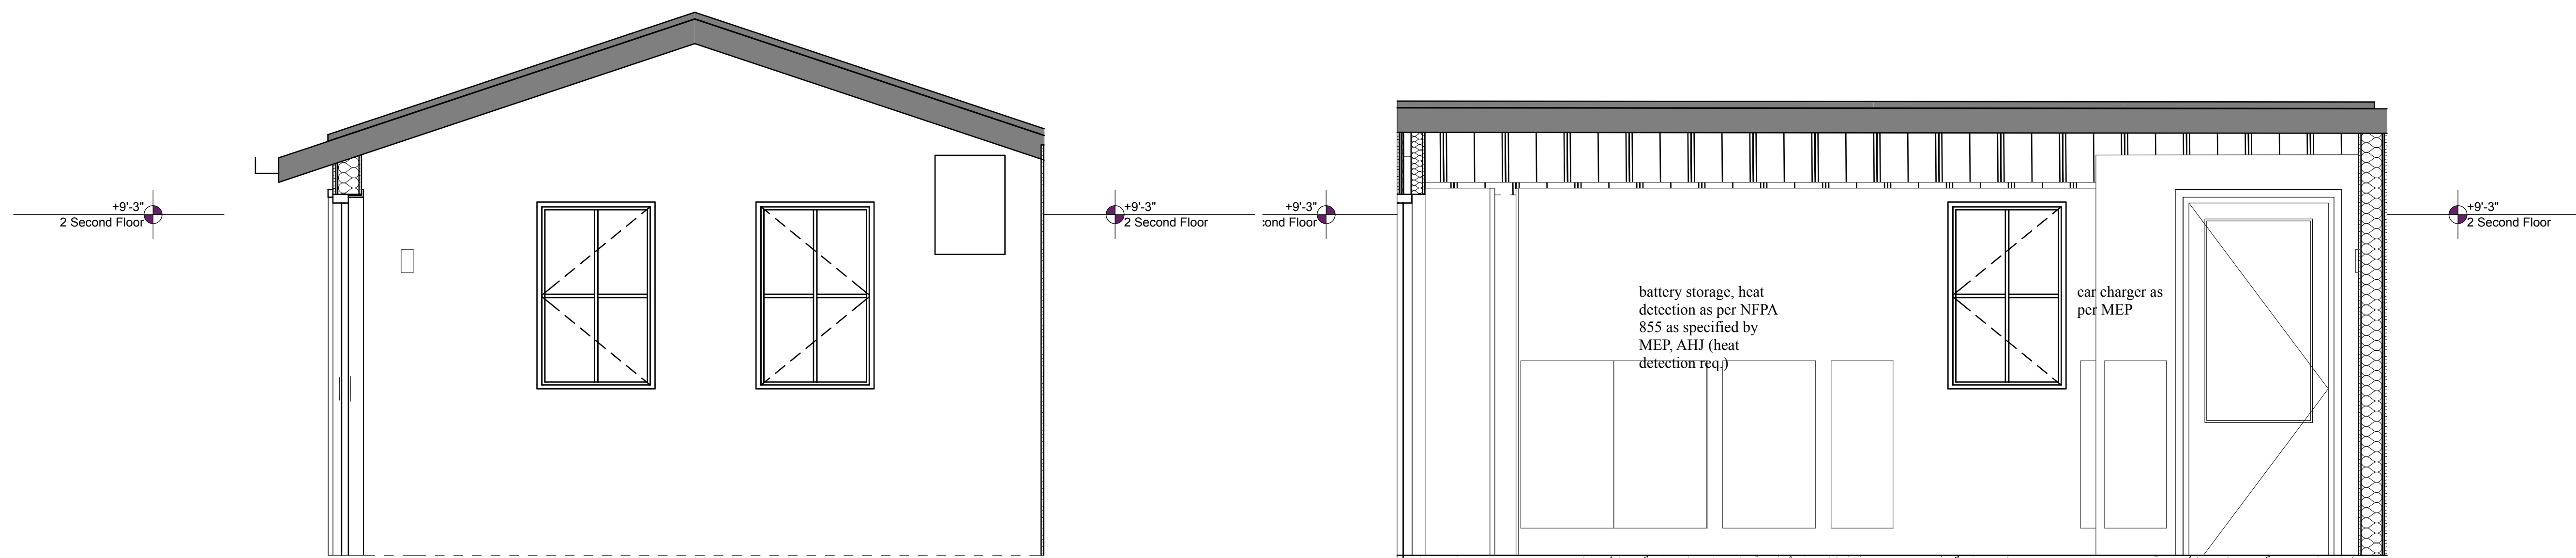 +9'-3"
2 Second Floor
+9'-3"
2 Second Floor
+9'-3"
cond Floor
+9'-3"
2 Second Floor
battery storage, heat
detection as per NFPA
855 as specified by
MEP, AHJ (heat
detection req.)
car charger as
per MEP